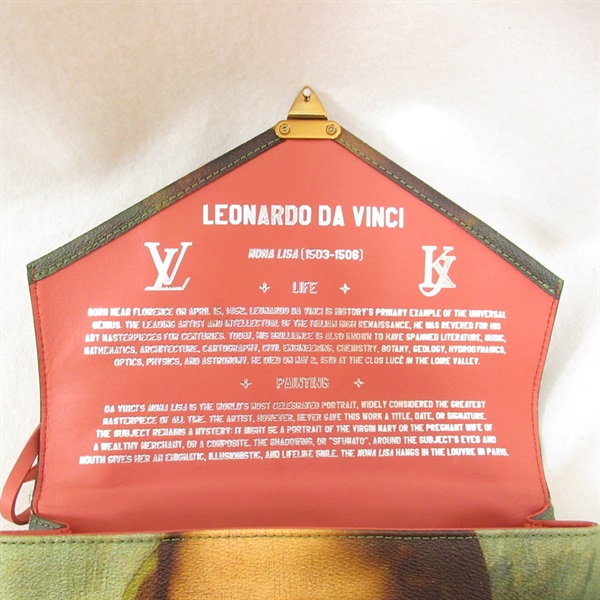 LEONARDO DA VINCI
LV
MONA LISA (1503-1506)
JK
LIFE
BORN NEAR FLORENCE ON APRIL 15, 1452, LEONARDO DA VINCI IS HISTORY'S PRIMARY EXAMPLE OF THE UNIVERSAL
GENIUS. THE LEADING ARTIST AND INTELLECTUAL OF THE ITALIAN HIGH RENAISSANCE, HE WAS REVERED FOR HIS
ART MASTERPIECES FOR CENTURIES. TODAY, HIS BRILLIANCE IS ALSO KNOWN TO HAVE SPANNED LITERATURE, MUSIC,
MATHEMATICS, ARCHITECTURE, CARTOGRAPHY, CIVIL ENGINEERING, CHEMISTRY, BOTANY, GEOLOGY, HYDRODYNAMICS,
OPTICS, PHYSICS, AND ASTRONOMY. HE DIED ON MAY 2, 1519 AT THE CLOS LUCÉ IN THE LOIRE VALLEY.
PAINTING
DA VINCI'S MONA LISA IS THE WORLD'S MOST CELEBRATED PORTRAIT, WIDELY CONSIDERED THE GREATEST
MASTERPIECE OF ALL TIME. THE ARTIST, HOWEVER, NEVER GAVE THIS WORK A TITLE, DATE, OR SIGNATURE.
THE SUBJECT REMAINS A MYSTERY: IT MIGHT BE A PORTRAIT OF THE VIRGIN MARY OR THE PREGNANT WIFE OF
A WEALTHY MERCHANT, OR A COMPOSITE. THE SHADOWING, OR "SFUMATO", AROUND THE SUBJECT'S EYES AND
MOUTH GIVES HER AN ENIGMATIC, ILLUSIONISTIC, AND LIFELIKE SMILE. THE MONA LISA HANGS IN THE LOUVRE IN PARIS.